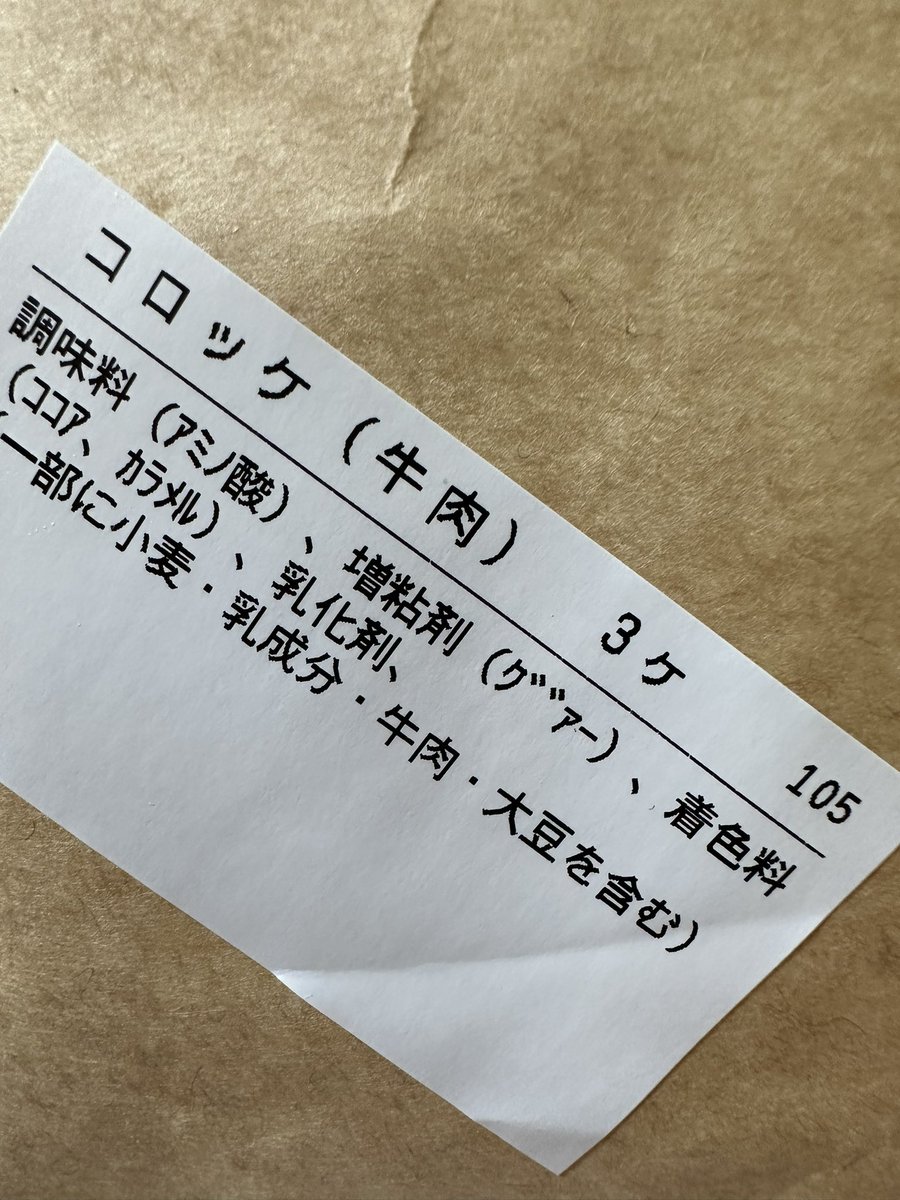 コロッケ（牛肉） 3ケ 105
調味料（ｱﾐﾉ酸）、増粘剤（ｸﾞﾞｧｰ）、着色料
（ｺｺｱ、ｶﾗﾒﾙ）、乳化剤、
（一部に小麦・乳成分・牛肉・大豆を含む）